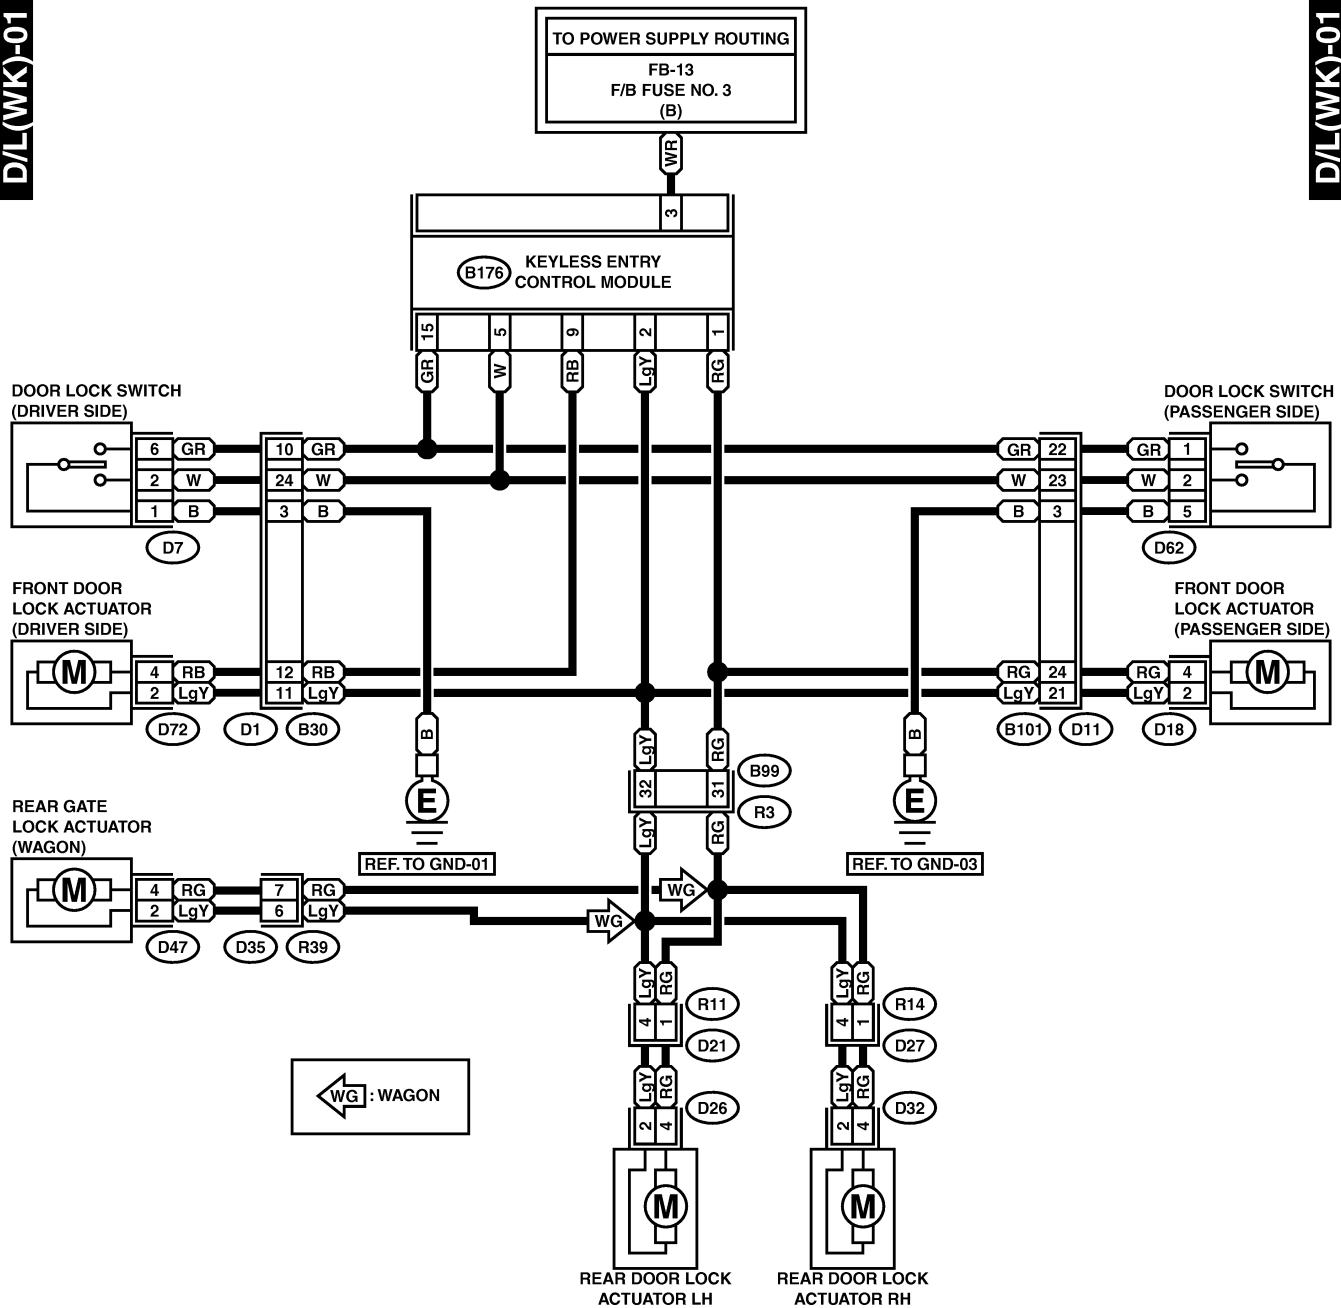 D/L(WK)-01
D/L(WK)-01
TO POWER SUPPLY ROUTING
FB-13
F/B FUSE NO. 3
(B)
WR
3
B176
KEYLESS ENTRY
CONTROL MODULE
15
5
9
2
1
GR
W
RB
LgY
RG
DOOR LOCK SWITCH
(DRIVER SIDE)
6 GR 10 GR
2 W 24 W
1 B 3 B
D7
DOOR LOCK SWITCH
(PASSENGER SIDE)
GR 22 GR 1
W 23 W 2
B 3 B 5
D62
FRONT DOOR
LOCK ACTUATOR
(DRIVER SIDE)
M
4 RB 12 RB
2 LgY 11 LgY
D72 D1 B30
FRONT DOOR
LOCK ACTUATOR
(PASSENGER SIDE)
RG 24 RG 4
M
LgY 21 LgY 2
B101 D11 D18
B
E
REF. TO GND-01
LgY RG
32 31
LgY RG
B99
R3
B
E
REF. TO GND-03
REAR GATE
LOCK ACTUATOR
(WAGON)
M
4 RG 7 RG
2 LgY 6 LgY
D47 D35 R39
WG
WG
LgY RG
4 1
LgY RG
2 4
R11
D21
D26
M
REAR DOOR LOCK
ACTUATOR LH
LgY RG
4 1
LgY RG
2 4
R14
D27
D32
M
REAR DOOR LOCK
ACTUATOR RH
WG : WAGON